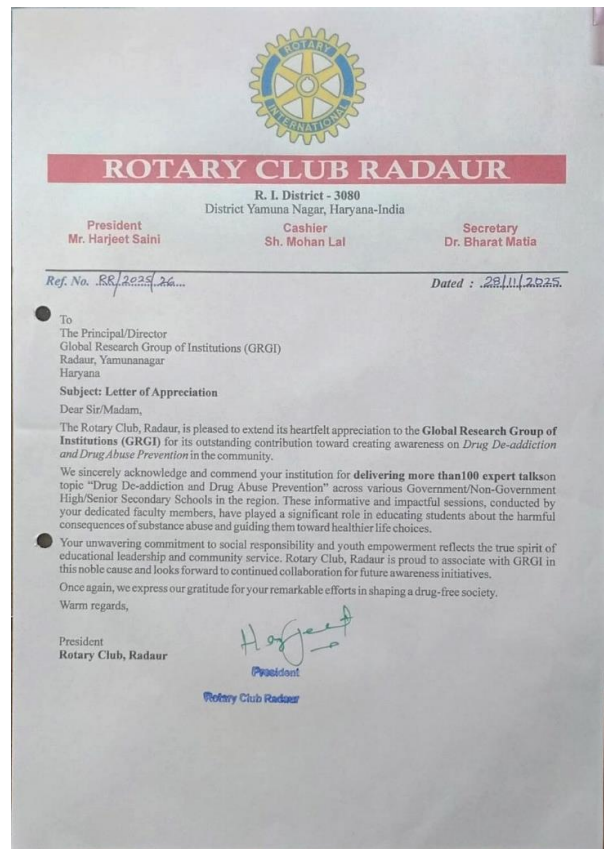 ROTARY
INTERNATIONAL
ROTARY CLUB RADAUR
R. I. District - 3080
District Yamuna Nagar, Haryana-India
President
Mr. Harjeet Saini
Cashier
Sh. Mohan Lal
Secretary
Dr. Bharat Matia
Ref. No. RR/2025/26
Dated : 28/11/2025.
To
The Principal/Director
Global Research Group of Institutions (GRGI)
Radaur, Yamunanagar
Haryana
Subject: Letter of Appreciation
Dear Sir/Madam,
The Rotary Club, Radaur, is pleased to extend its heartfelt appreciation to the Global Research Group of
Institutions (GRGI) for its outstanding contribution toward creating awareness on Drug De-addiction
and Drug Abuse Prevention in the community.
We sincerely acknowledge and commend your institution for delivering more than100 expert talkson
topic “Drug De-addiction and Drug Abuse Prevention” across various Government/Non-Government
High/Senior Secondary Schools in the region. These informative and impactful sessions, conducted by
your dedicated faculty members, have played a significant role in educating students about the harmful
consequences of substance abuse and guiding them toward healthier life choices.
Your unwavering commitment to social responsibility and youth empowerment reflects the true spirit of
educational leadership and community service. Rotary Club, Radaur is proud to associate with GRGI in
this noble cause and looks forward to continued collaboration for future awareness initiatives.
Once again, we express our gratitude for your remarkable efforts in shaping a drug-free society.
Warm regards,
Harjeet
President
Rotary Club, Radaur
President
Rotary Club Radaur